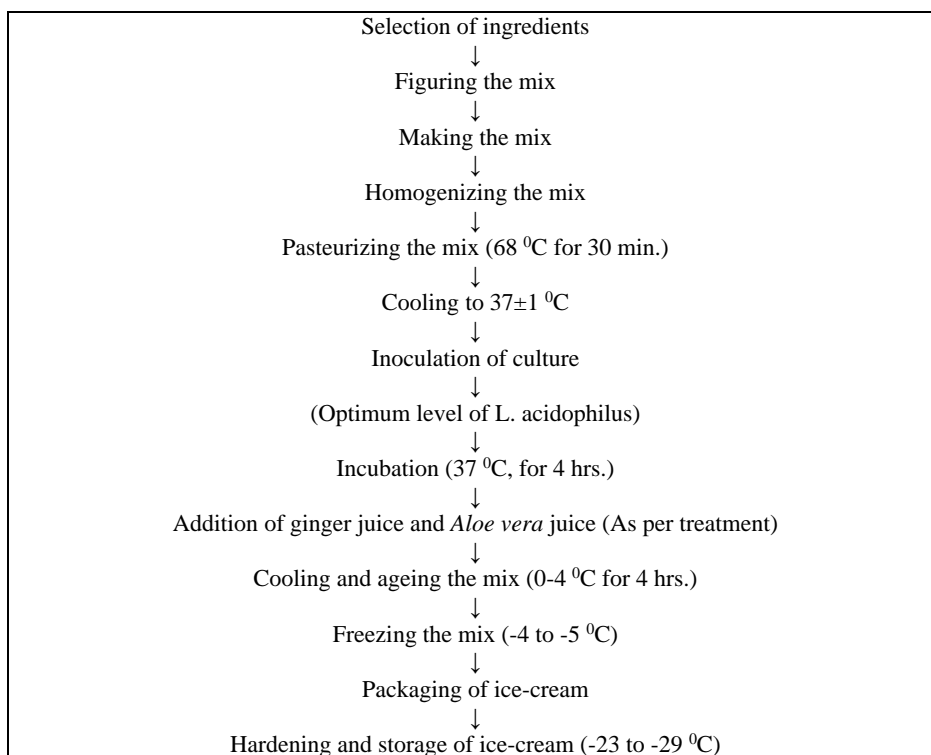 Selection of ingredients
↓
Figuring the mix
↓
Making the mix
↓
Homogenizing the mix
↓
Pasteurizing the mix (68 ⁰C for 30 min.)
↓
Cooling to 37±1 ⁰C
↓
Inoculation of culture
↓
(Optimum level of L. acidophilus)
↓
Incubation (37 ⁰C, for 4 hrs.)
↓
Addition of ginger juice and Aloe vera juice (As per treatment)
↓
Cooling and ageing the mix (0-4 ⁰C for 4 hrs.)
↓
Freezing the mix (-4 to -5 ⁰C)
↓
Packaging of ice-cream
↓
Hardening and storage of ice-cream (-23 to -29 ⁰C)